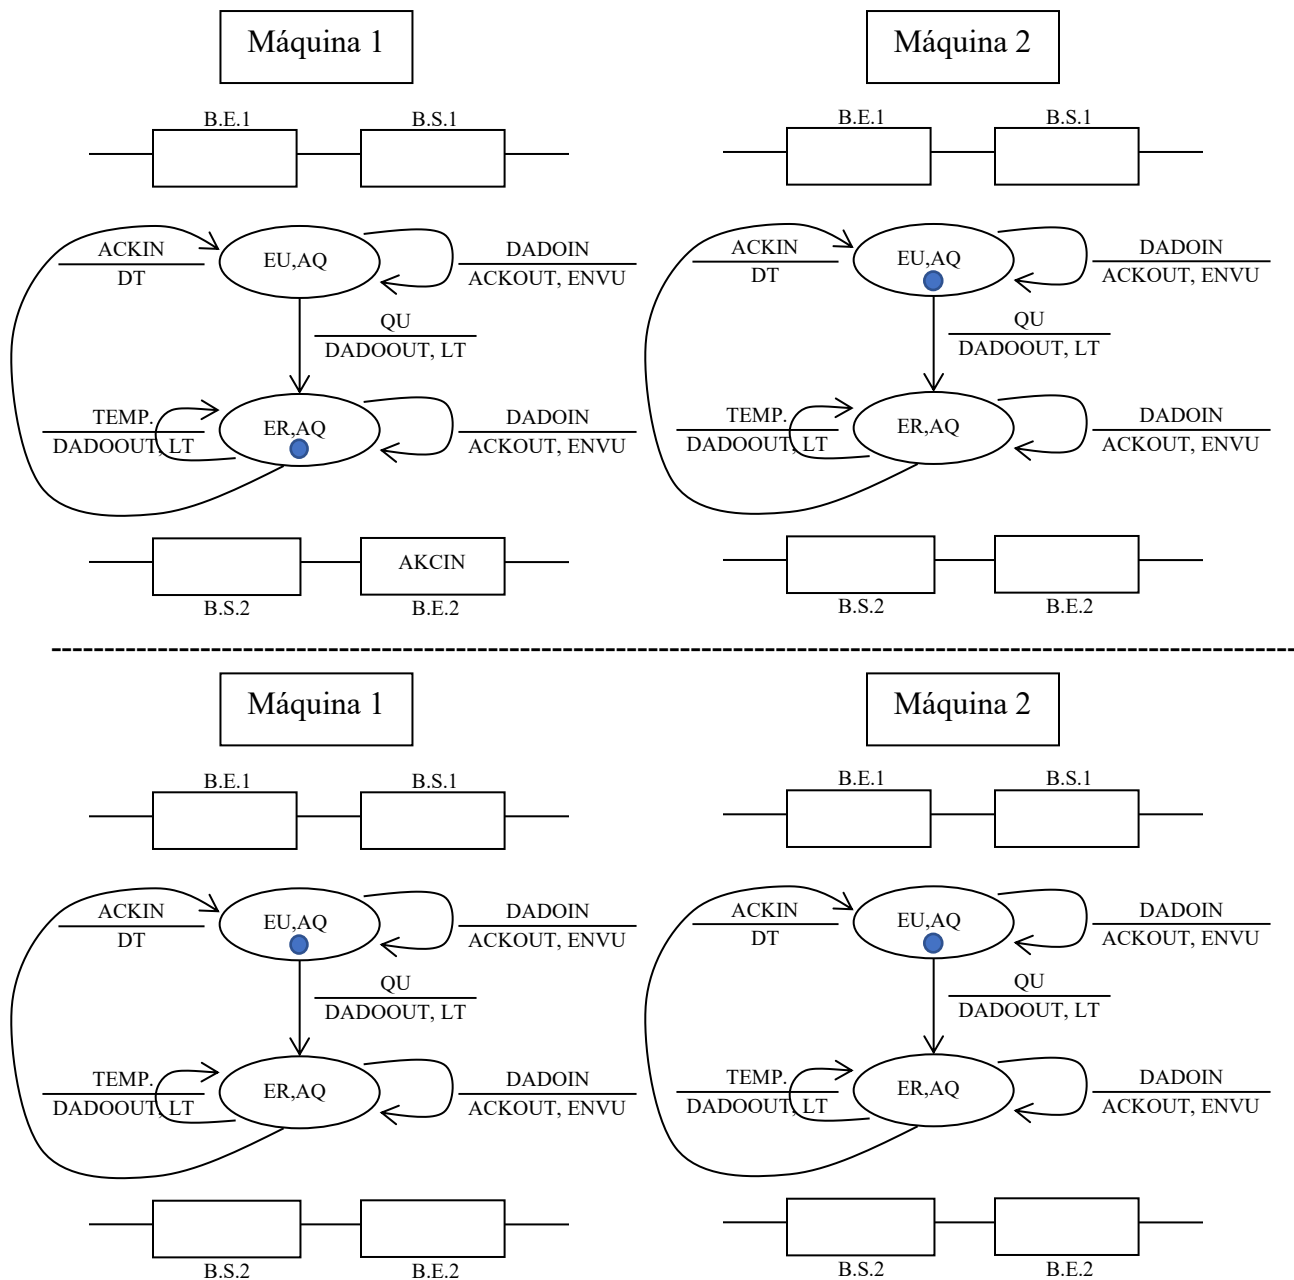 Máquina 1
Máquina 2
B.E.1
B.S.1
B.E.1
B.S.1
ACKIN
DT
EU,AQ
DADOIN
ACKOUT, ENVU
ACKIN
DT
EU,AQ
DADOIN
ACKOUT, ENVU
QU
DADOOUT, LT
QU
DADOOUT, LT
TEMP.
DADOOUT, LT
ER,AQ
DADOIN
ACKOUT, ENVU
TEMP.
DADOOUT, LT
ER,AQ
DADOIN
ACKOUT, ENVU
AKCIN
B.S.2
B.E.2
B.S.2
B.E.2
Máquina 1
Máquina 2
B.E.1
B.S.1
B.E.1
B.S.1
ACKIN
DT
EU,AQ
DADOIN
ACKOUT, ENVU
ACKIN
DT
EU,AQ
DADOIN
ACKOUT, ENVU
QU
DADOOUT, LT
QU
DADOOUT, LT
TEMP.
DADOOUT, LT
ER,AQ
DADOIN
ACKOUT, ENVU
TEMP.
DADOOUT, LT
ER,AQ
DADOIN
ACKOUT, ENVU
B.S.2
B.E.2
B.S.2
B.E.2